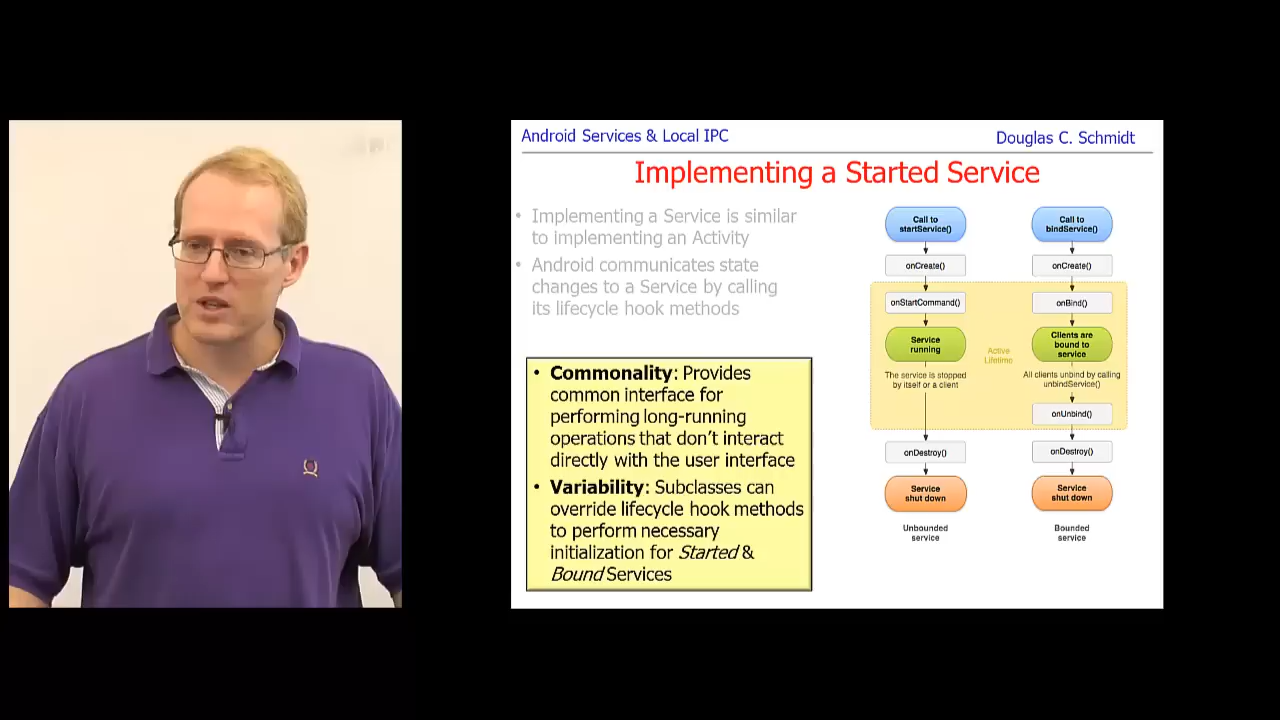 Android Services & Local IPC
Douglas C. Schmidt
Implementing a Started Service
• Implementing a Service is similar
to implementing an Activity
• Android communicates state
changes to a Service by calling
its lifecycle hook methods
• Commonality: Provides
common interface for
performing long-running
operations that don't interact
directly with the user interface
• Variability: Subclasses can
override lifecycle hook methods
to perform necessary
initialization for Started &
Bound Services
Call to
startService()
onCreate()
onStartCommand()
Service
running
The service is stopped
by itself or a client
onDestroy()
Service
shut down
Unbounded
service
Active
Lifetime
Call to
bindService()
onCreate()
onBind()
Clients are
bound to
service
All clients unbind by calling
unbindService()
onUnbind()
onDestroy()
Service
shut down
Bounded
service